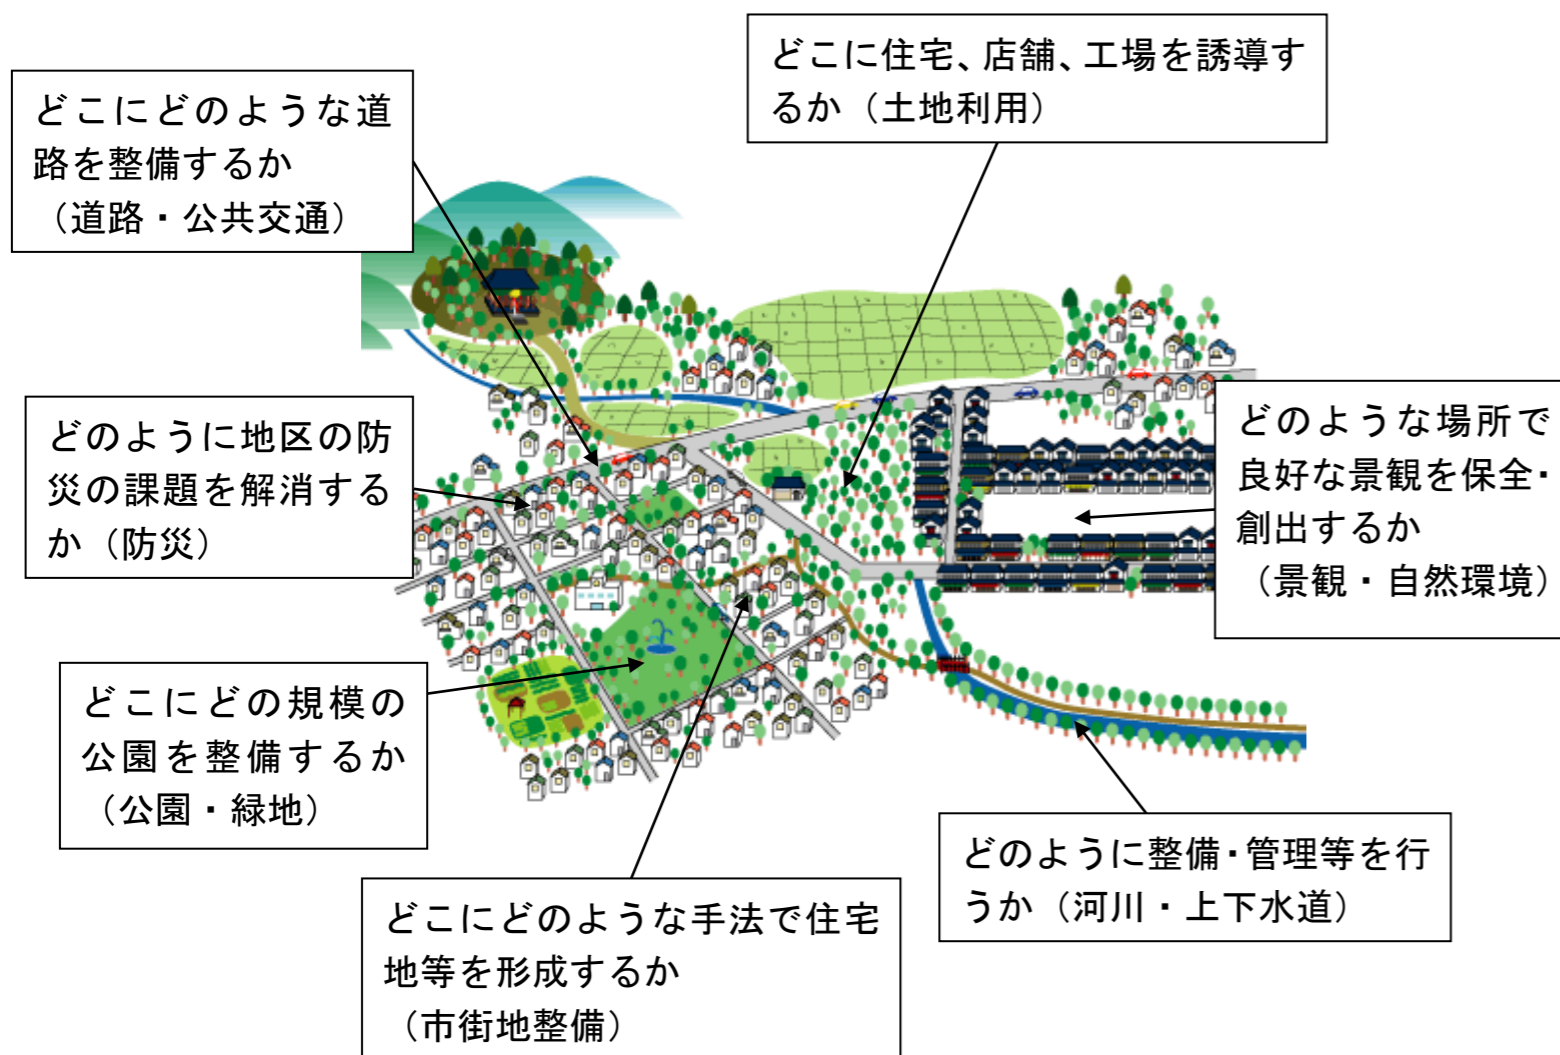 どこに住宅、店舗、工場を誘導す
るか（土地利用）
どこにどのような道
路を整備するか
（道路・公共交通）
どのように地区の防
災の課題を解消する
か（防災）
どのような場所で
良好な景観を保全・
創出するか
（景観・自然環境）
どこにどの規模の
公園を整備するか
（公園・緑地）
どのように整備・管理等を行
うか（河川・上下水道）
どこにどのような手法で住宅
地等を形成するか
（市街地整備）